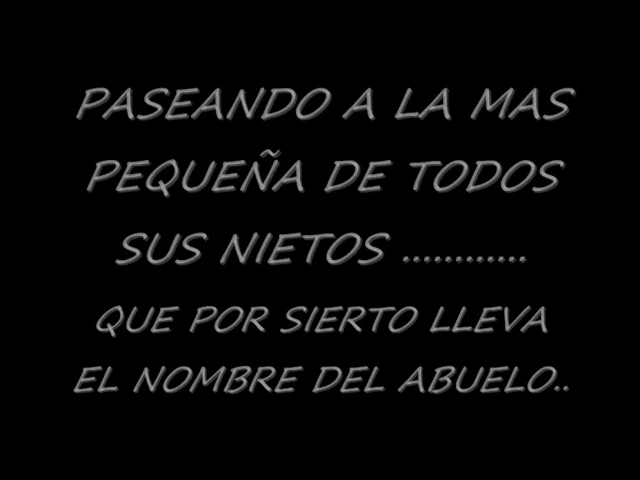 PASEANDO A LA MAS
PEQUEÑA DE TODOS
SUS NIETOS ............
QUE POR SIERTO LLEVA
EL NOMBRE DEL ABUELO..